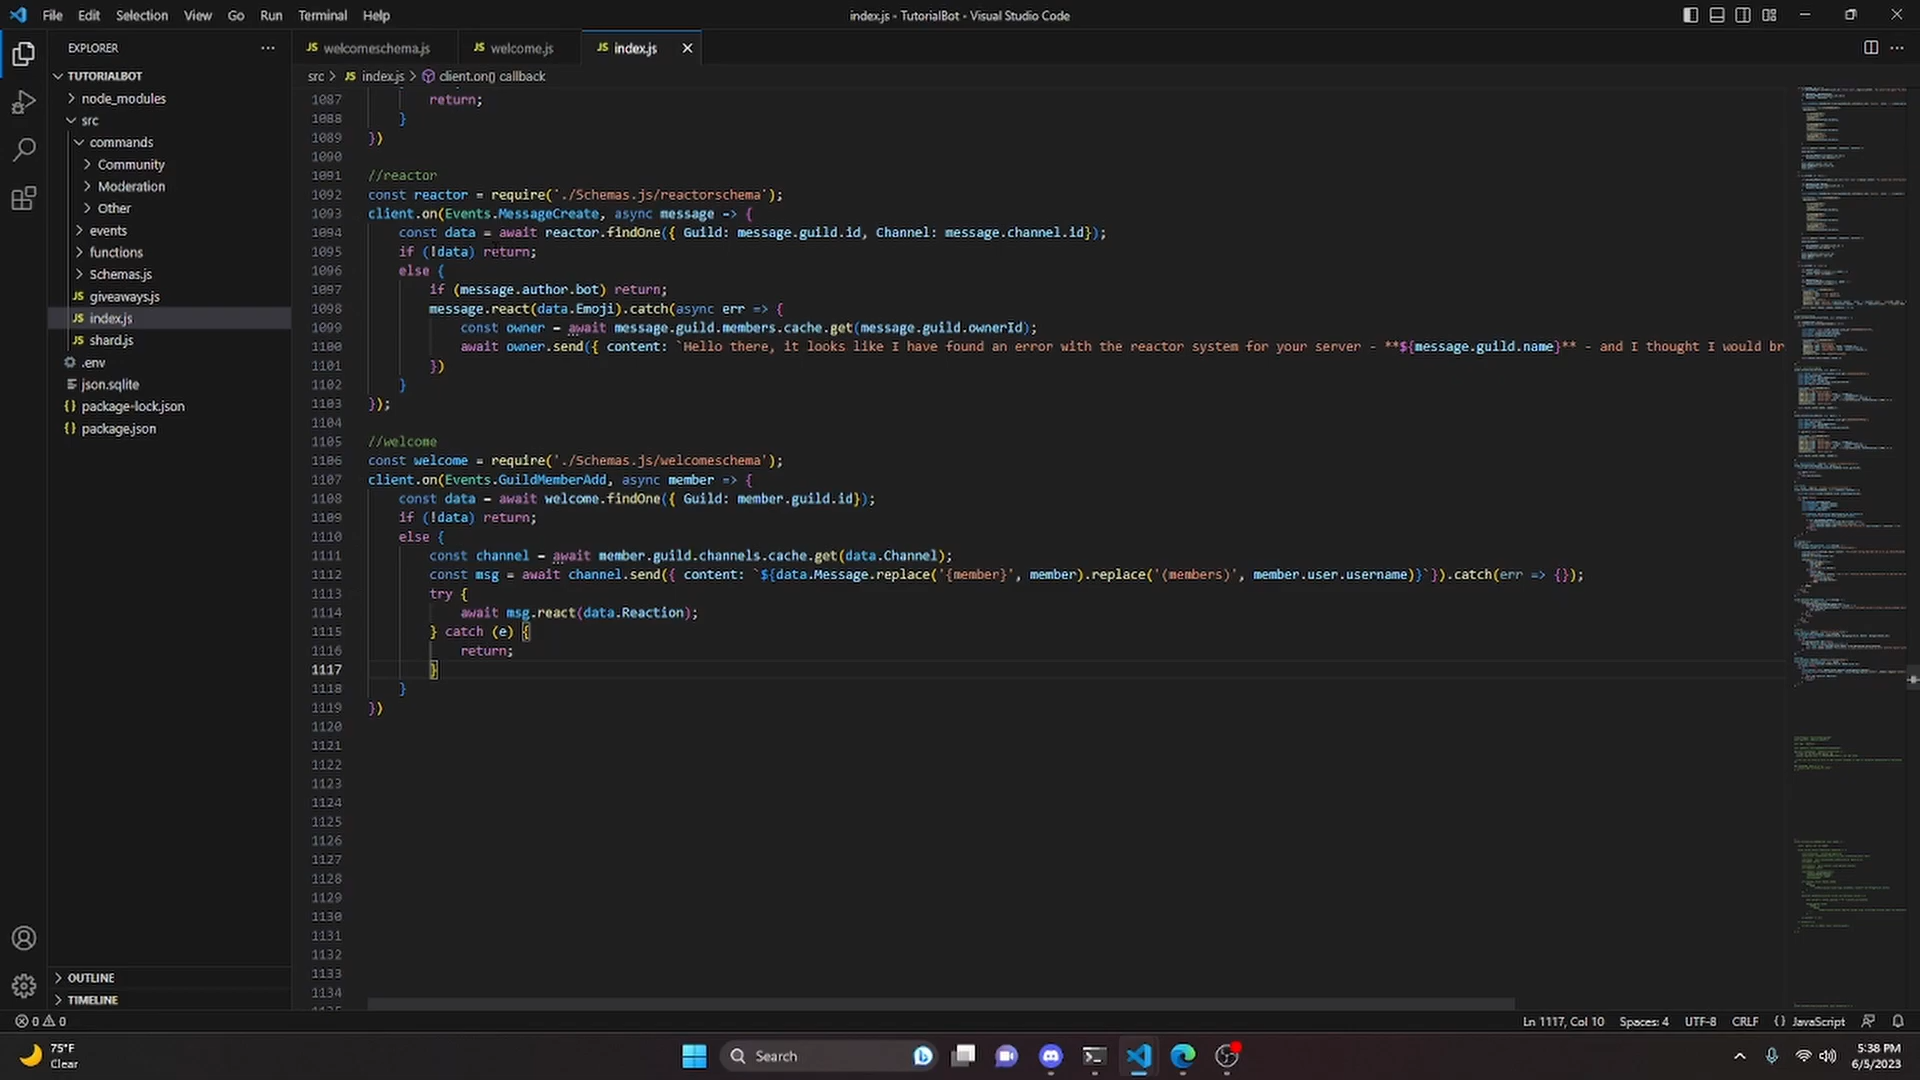 File Edit Selection View Go Run Terminal Help
index.js - TutorialBot - Visual Studio Code
EXPLORER
welcomeschema.js
welcome.js
index.js
TUTORIALBOT
node_modules
src
commands
Community
Moderation
Other
events
functions
Schemas.js
giveaways.js
index.js
shard.js
.env
json.sqlite
package-lock.json
package.json
OUTLINE
TIMELINE
src > JS index.js > client.on() callback
1087 return;
1088 }
1089 })
1090
1091 //reactor
1092 const reactor = require(`./Schemas.js/reactorschema`);
1093 client.on(Events.MessageCreate, async message => {
1094 const data = await reactor.findOne({ Guild: message.guild.id, Channel: message.channel.id});
1095 if (!data) return;
1096 else {
1097 if (message.author.bot) return;
1098 message.react(data.Emoji).catch(async err => {
1099 const owner = await message.guild.members.cache.get(message.guild.ownerId);
1100 await owner.send({ content: `Hello there, it looks like I have found an error with the reactor system for your server - **${message.guild.name}** - and I thought I would br
1101 })
1102 }
1103 });
1104
1105 //welcome
1106 const welcome = require('./Schemas.js/welcomeschema');
1107 client.on(Events.GuildMemberAdd, async member => {
1108 const data = await welcome.findOne({ Guild: member.guild.id});
1109 if (!data) return;
1110 else {
1111 const channel = await member.guild.channels.cache.get(data.Channel);
1112 const msg = await channel.send({ content: `${data.Message.replace('{member}', member).replace('(members)', member.user.username)}`}).catch(err => {});
1113 try {
1114 await msg.react(data.Reaction);
1115 } catch (e) {
1116 return;
1117 }
1118 }
1119 })
1120
1121
1122
1123
1124
1125
1126
1127
1128
1129
1130
1131
1132
1133
1134
0 0
Ln 1117, Col 10 Spaces: 4 UTF-8 CRLF {} JavaScript
75°F
Clear
Search
5:38 PM
6/5/2023